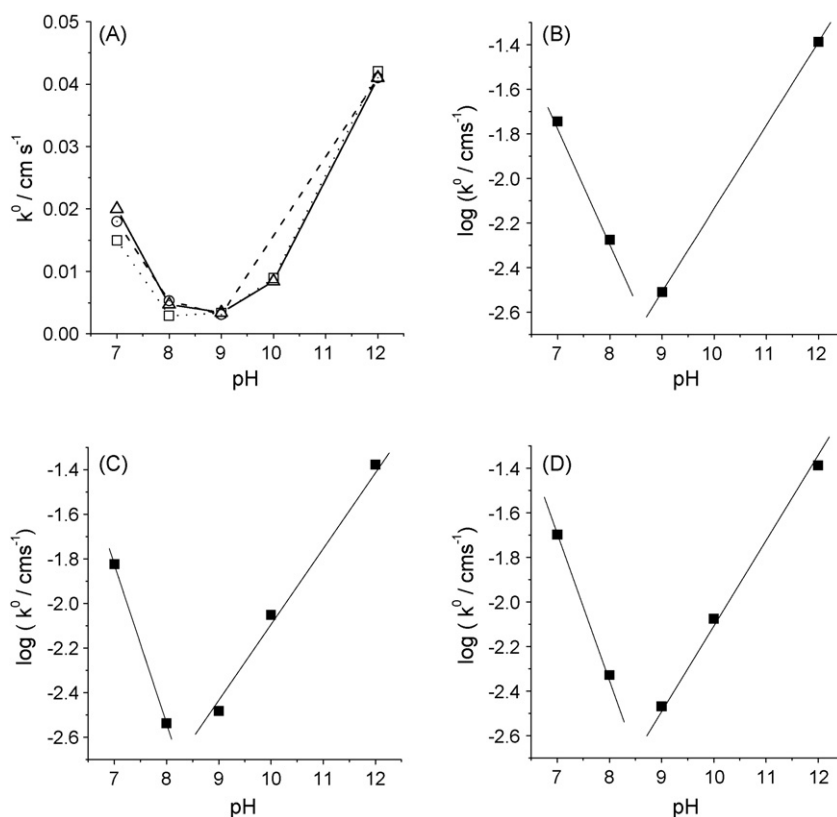 (A)
0.05
0.04
0.03
0.02
0.01
0.00
k⁰ / cm s⁻¹
7 8 9 10 11 12
pH
(B)
-1.4
-1.6
-1.8
-2.0
-2.2
-2.4
-2.6
log (k⁰ / cms⁻¹)
7 8 9 10 11 12
pH
(C)
-1.4
-1.6
-1.8
-2.0
-2.2
-2.4
-2.6
log ( k⁰ / cms⁻¹)
7 8 9 10 11 12
pH
(D)
-1.4
-1.6
-1.8
-2.0
-2.2
-2.4
-2.6
log ( k⁰ / cms⁻¹)
7 8 9 10 11 12
pH